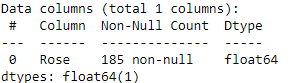 Data columns (total 1 columns):
 #   Column  Non-Null Count  Dtype
---  ------  --------------  -----
 0   Rose    185 non-null    float64
dtypes: float64(1)